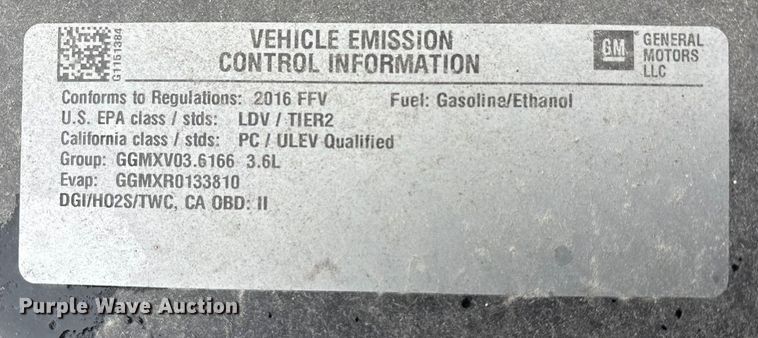 G1161384
VEHICLE EMISSION
CONTROL INFORMATION
GM
GENERAL
MOTORS
LLC
Conforms to Regulations: 2016 FFV Fuel: Gasoline/Ethanol
U.S. EPA class / stds: LDV / TIER2
California class / stds: PC / ULEV Qualified
Group: GGMXV03.6166 3.6L
Evap: GGMXR0133810
DGI/HO2S/TWC, CA OBD: II
Purple Wave Auction